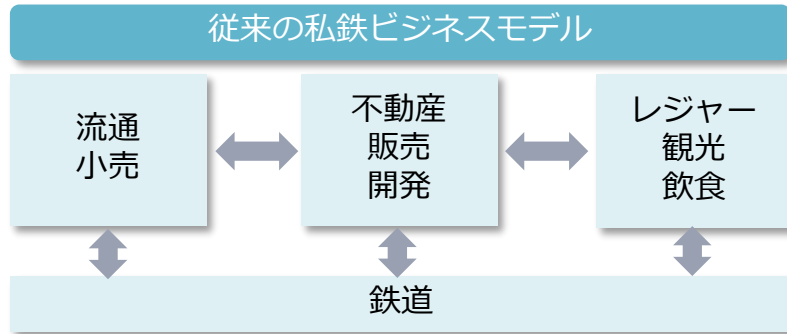 従来の私鉄ビジネスモデル
流通
小売
不動産
販売
開発
レジャー
観光
飲食
鉄道